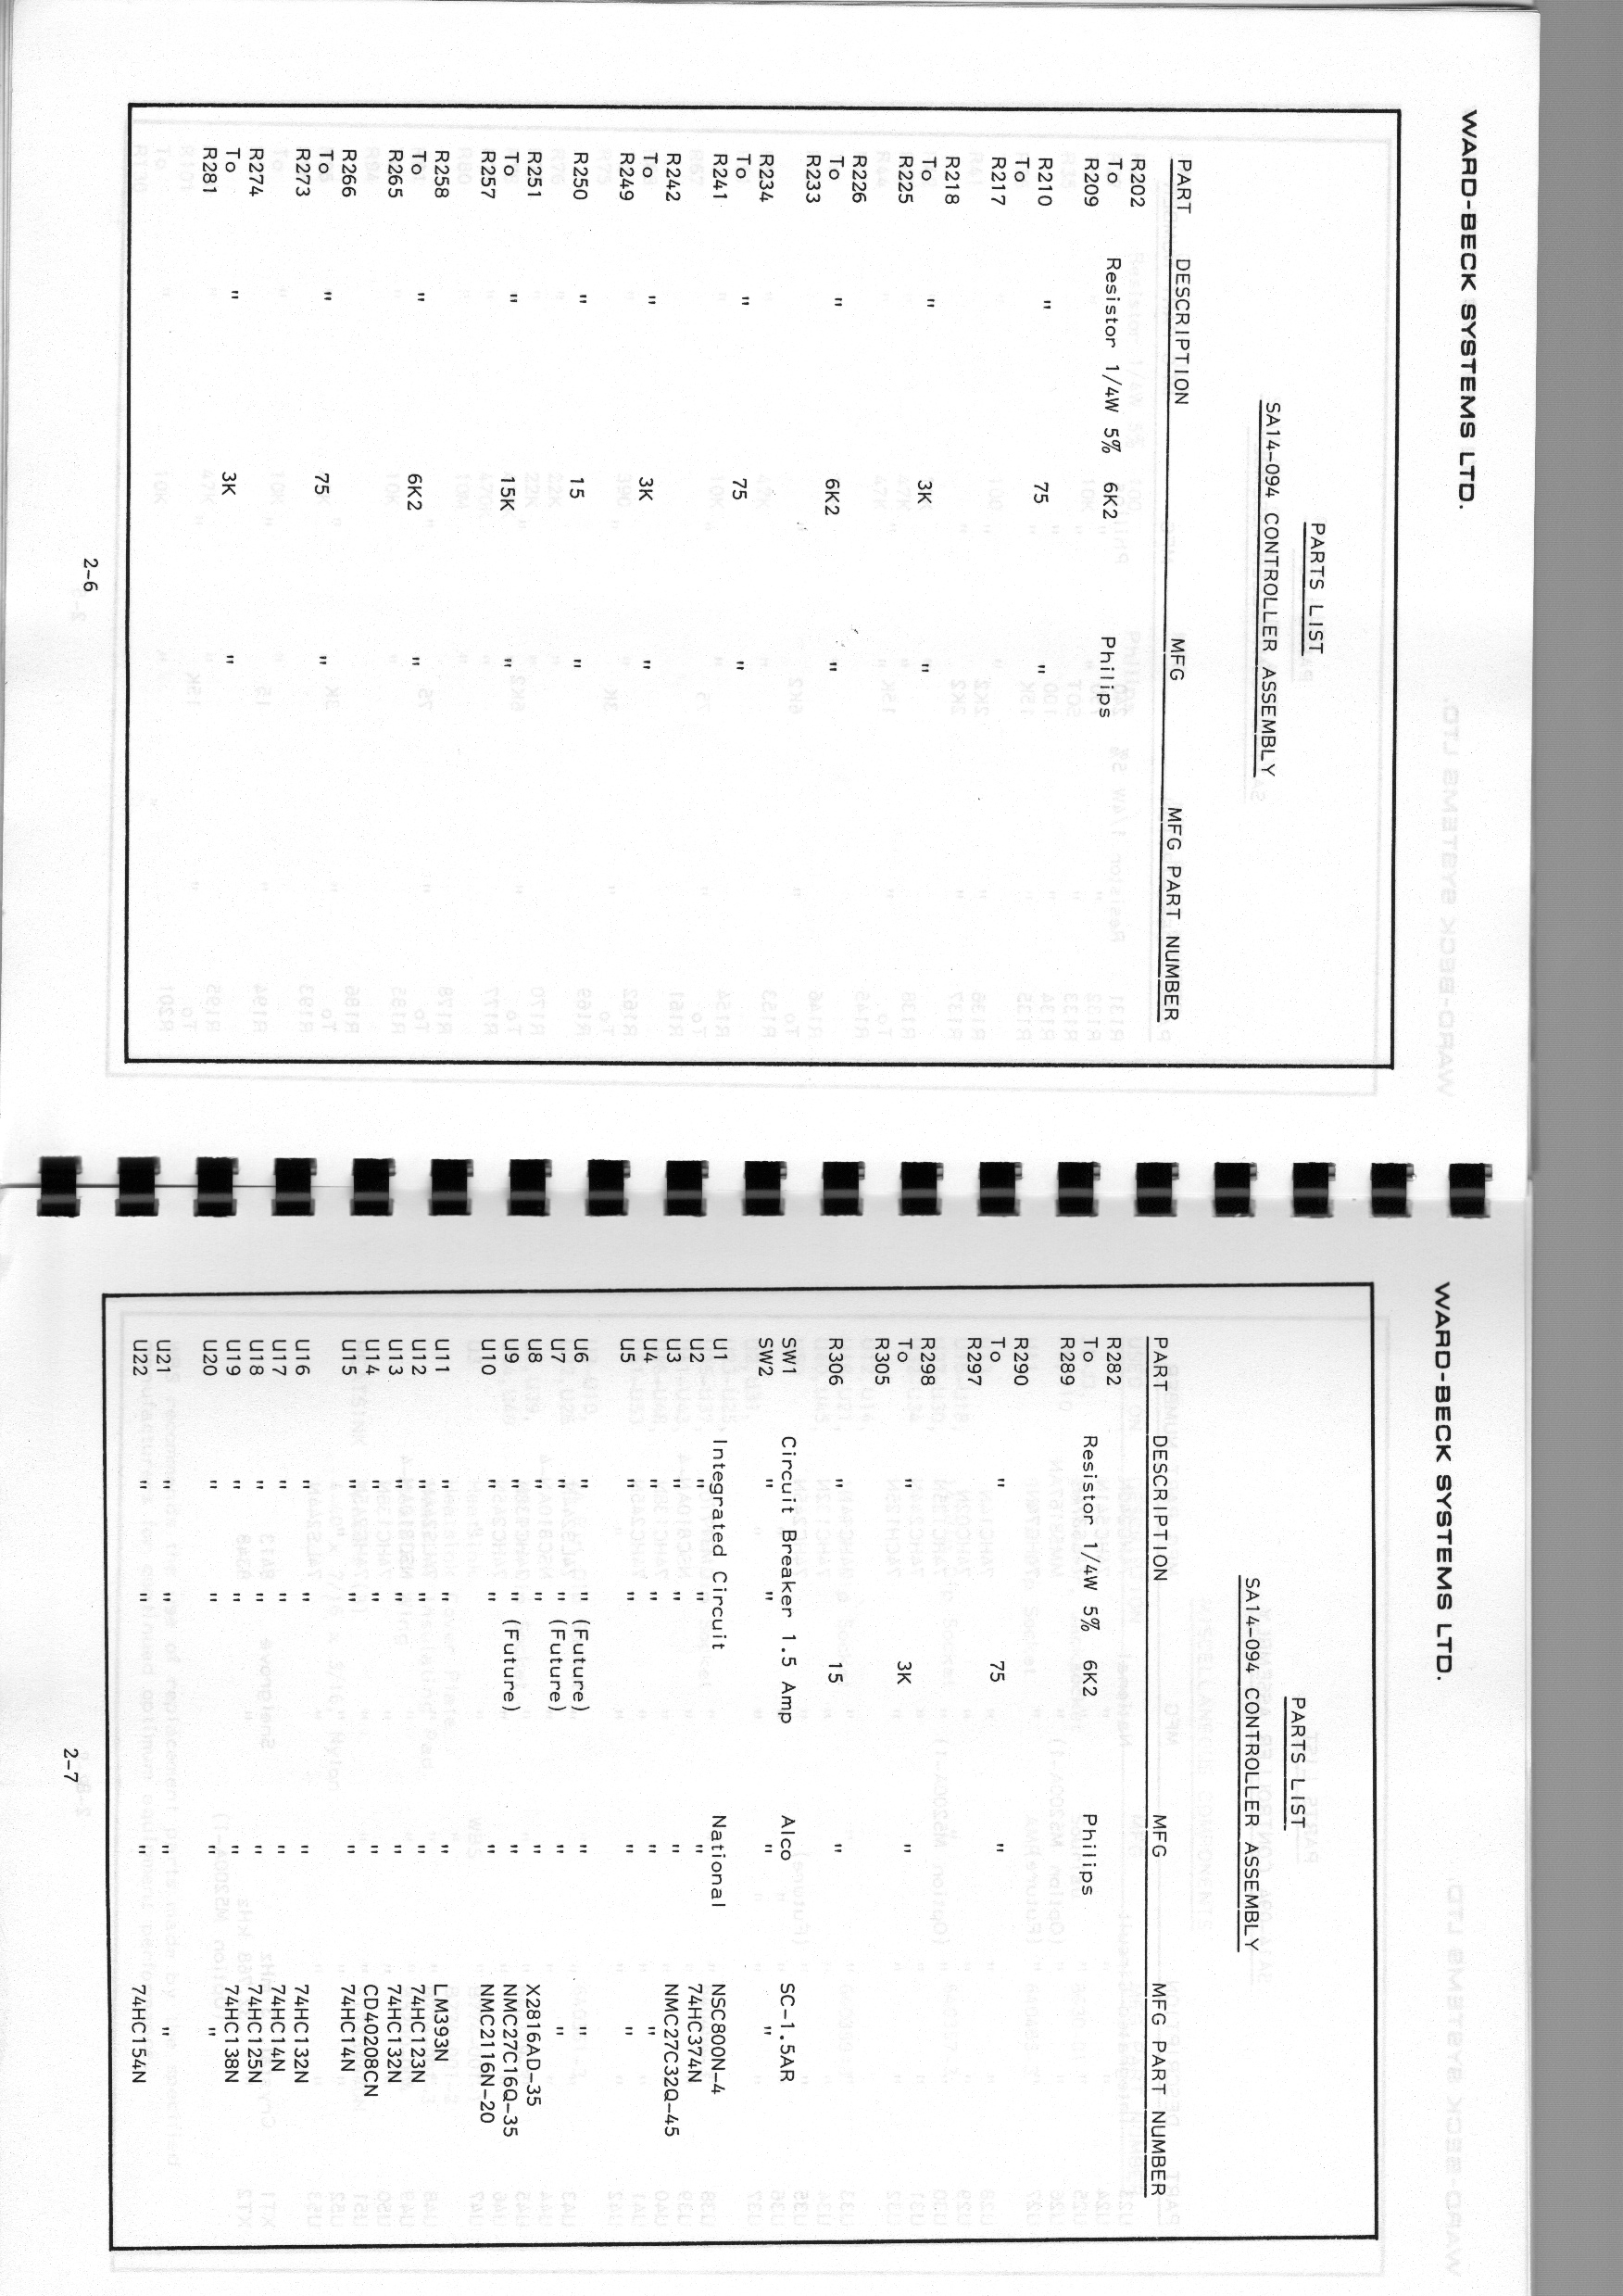 WARD-BECK SYSTEMS LTD.
PARTS LIST
SA14-094 CONTROLLER ASSEMBLY
PART DESCRIPTION MFG MFG PART NUMBER
R202
To Resistor 1/4W 5% 6K2 Phillips
R209
R210 " 75 "
To
R217
R218
To " 3K "
R225
R226
To " 6K2 "
R233
R234
To " 75 "
R241
R242
To " 3K "
R249
R250 " 15 "
R251
To " 15K "
R257
R258
To " 6K2 "
R265
R266
To " 75 "
R273
R274
To " 3K "
R281
2-6
WARD-BECK SYSTEMS LTD.
PARTS LIST
SA14-094 CONTROLLER ASSEMBLY
PART DESCRIPTION MFG MFG PART NUMBER
R282
To Resistor 1/4W 5% 6K2 Philips
R289
R290
To " 75 "
R297
R298
To " 3K "
R305
R306 " 15 "
SW1 Circuit Breaker 1.5 Amp Alco SC-1.5AR
SW2 " " " "
U1 Integrated Circuit National NSC800N-4
U2 " " " 74HC374N
U3 " " " NMC27C32Q-45
U4 " " " "
U5 " " " "
U6 " " (Future) " "
U7 " " (Future) " "
U8 " " " X2816AD-35
U9 " " (Future) " NMC27C16Q-35
U10 " " " NMC2116N-20
U11 " " " LM393N
U12 " " " 74HC123N
U13 " " " 74HC132N
U14 " " " CD40208CN
U15 " " " 74HC14N
U16 " " " 74HC132N
U17 " " " 74HC14N
U18 " " " 74HC125N
U19 " " " 74HC138N
U20 " " " "
U21 " " " "
U22 " " " 74HC154N
2-7